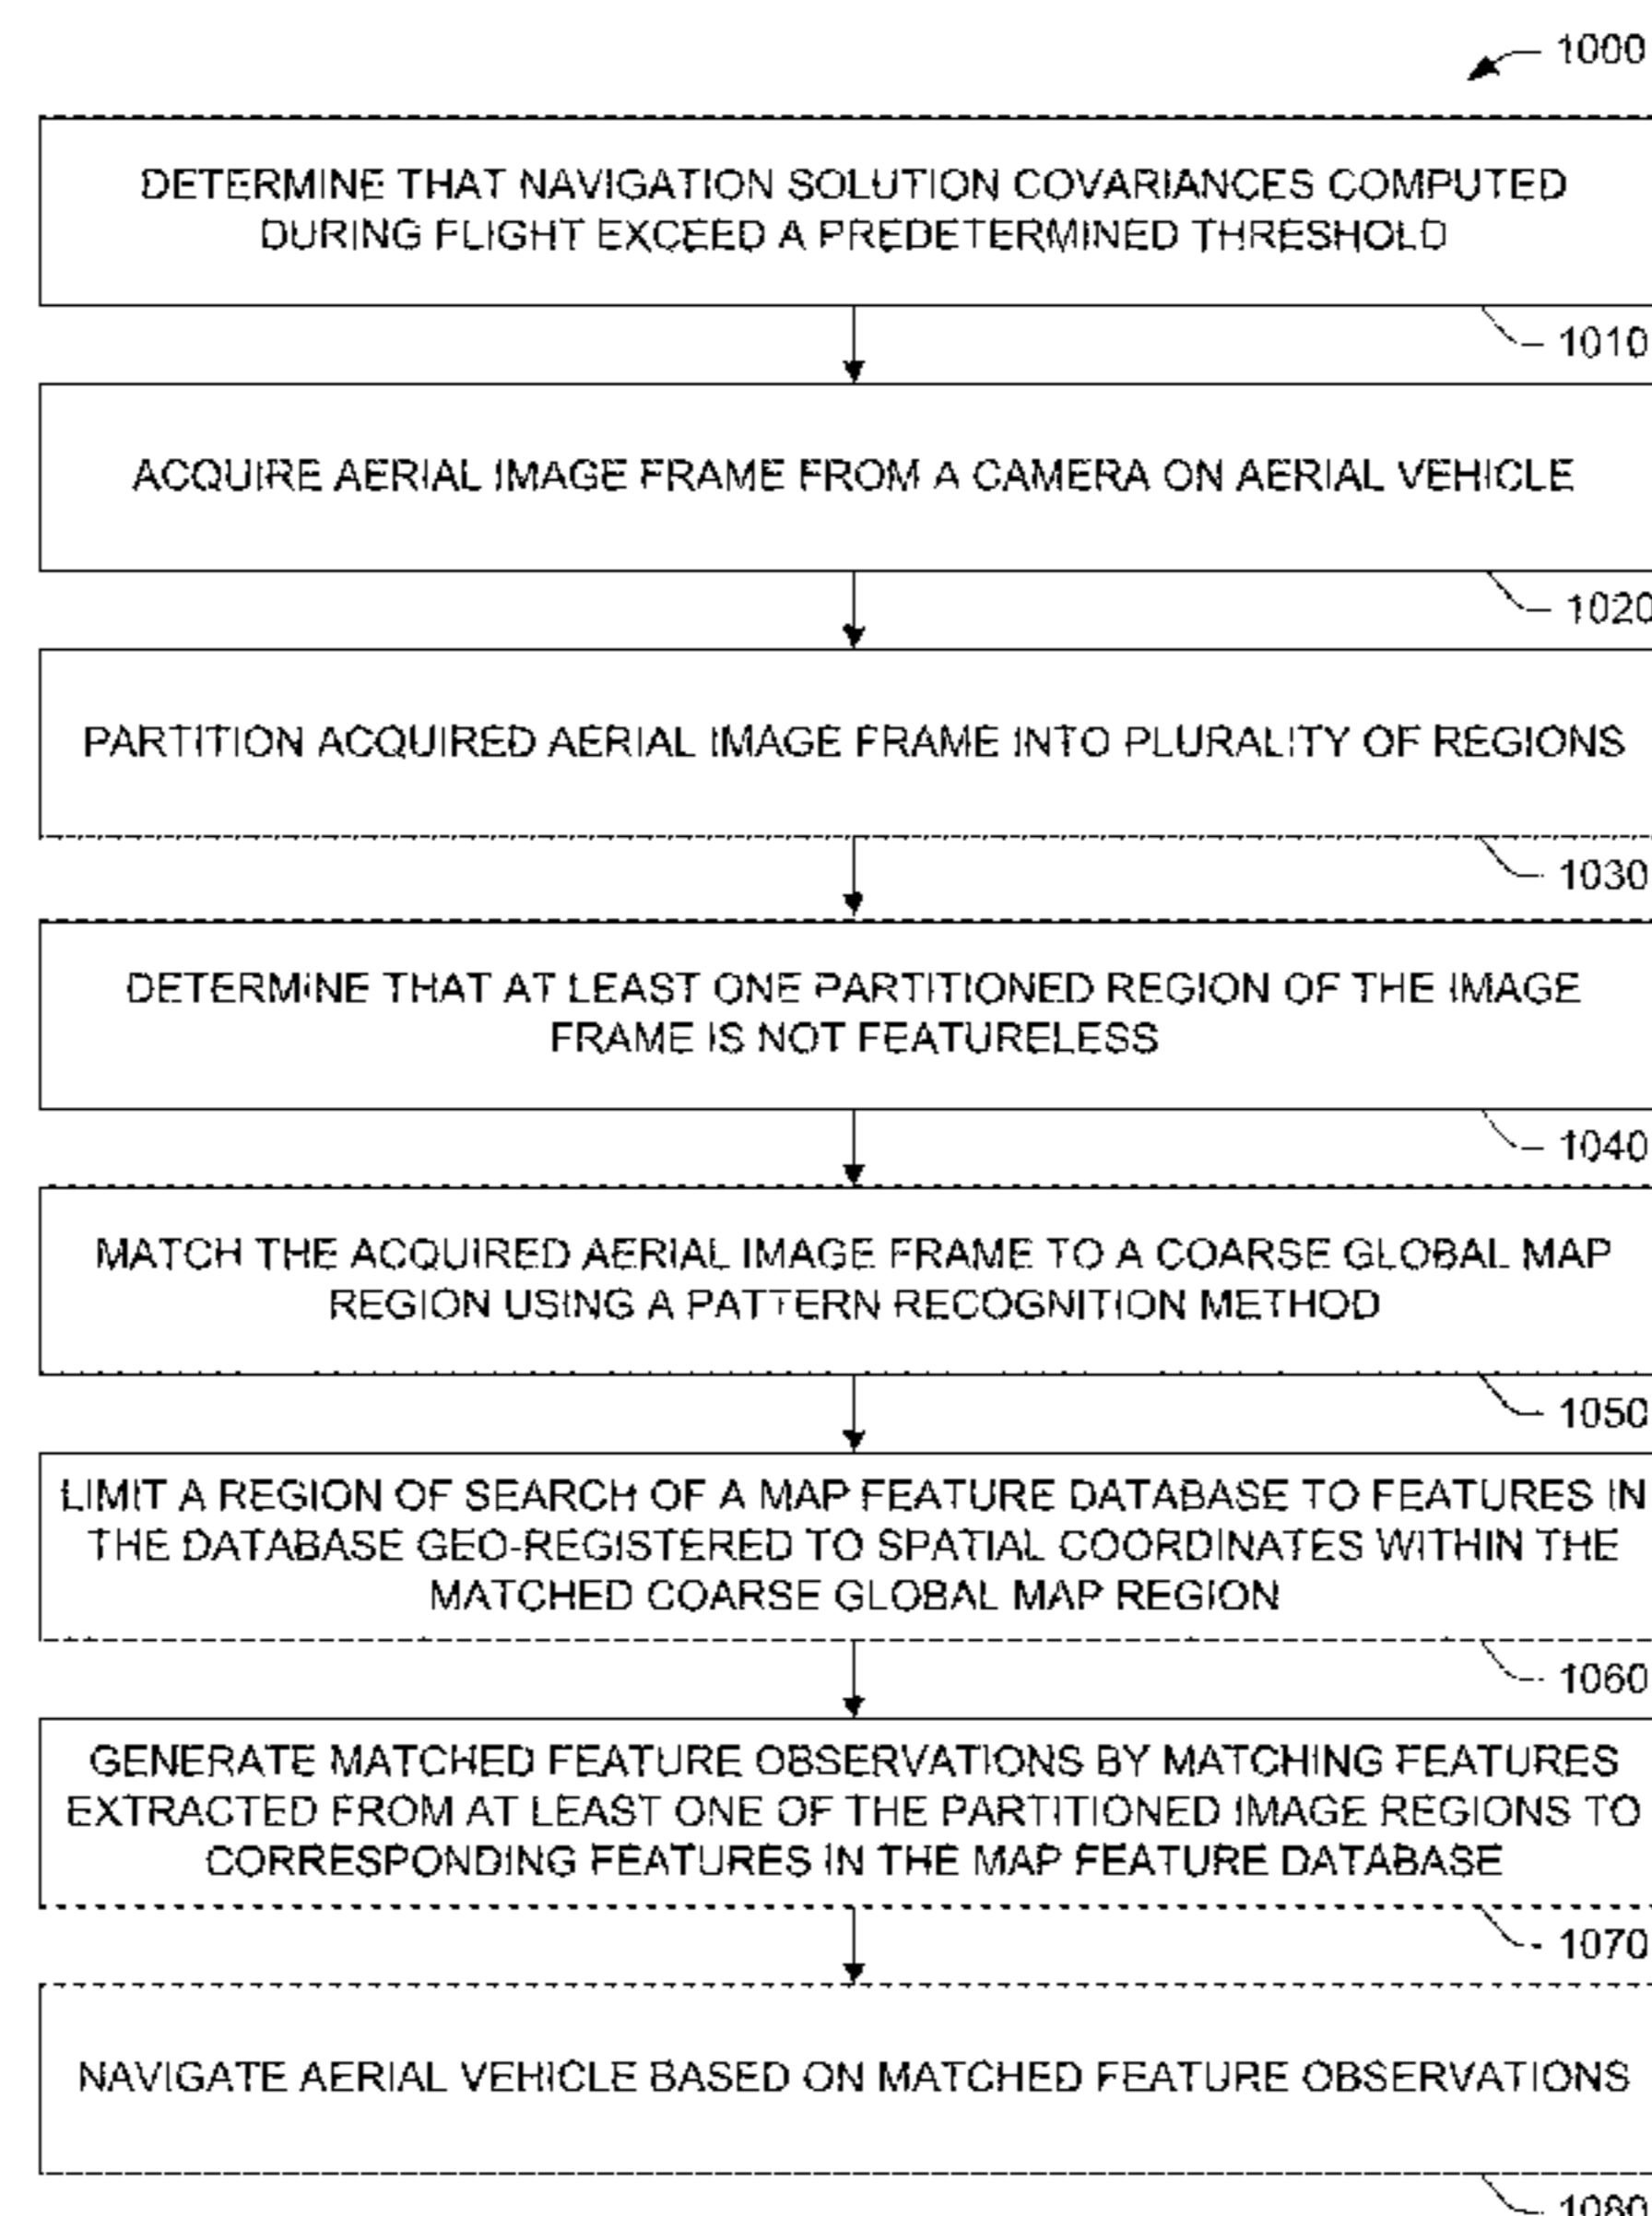 1000
DETERMINE THAT NAVIGATION SOLUTION COVARIANCES COMPUTED
DURING FLIGHT EXCEED A PREDETERMINED THRESHOLD
1010
ACQUIRE AERIAL IMAGE FRAME FROM A CAMERA ON AERIAL VEHICLE
1020
PARTITION ACQUIRED AERIAL IMAGE FRAME INTO PLURALITY OF REGIONS
1030
DETERMINE THAT AT LEAST ONE PARTITIONED REGION OF THE IMAGE
FRAME IS NOT FEATURELESS
1040
MATCH THE ACQUIRED AERIAL IMAGE FRAME TO A COARSE GLOBAL MAP
REGION USING A PATTERN RECOGNITION METHOD
1050
LIMIT A REGION OF SEARCH OF A MAP FEATURE DATABASE TO FEATURES IN
THE DATABASE GEO-REGISTERED TO SPATIAL COORDINATES WITHIN THE
MATCHED COARSE GLOBAL MAP REGION
1060
GENERATE MATCHED FEATURE OBSERVATIONS BY MATCHING FEATURES
EXTRACTED FROM AT LEAST ONE OF THE PARTITIONED IMAGE REGIONS TO
CORRESPONDING FEATURES IN THE MAP FEATURE DATABASE
1070
NAVIGATE AERIAL VEHICLE BASED ON MATCHED FEATURE OBSERVATIONS
1080